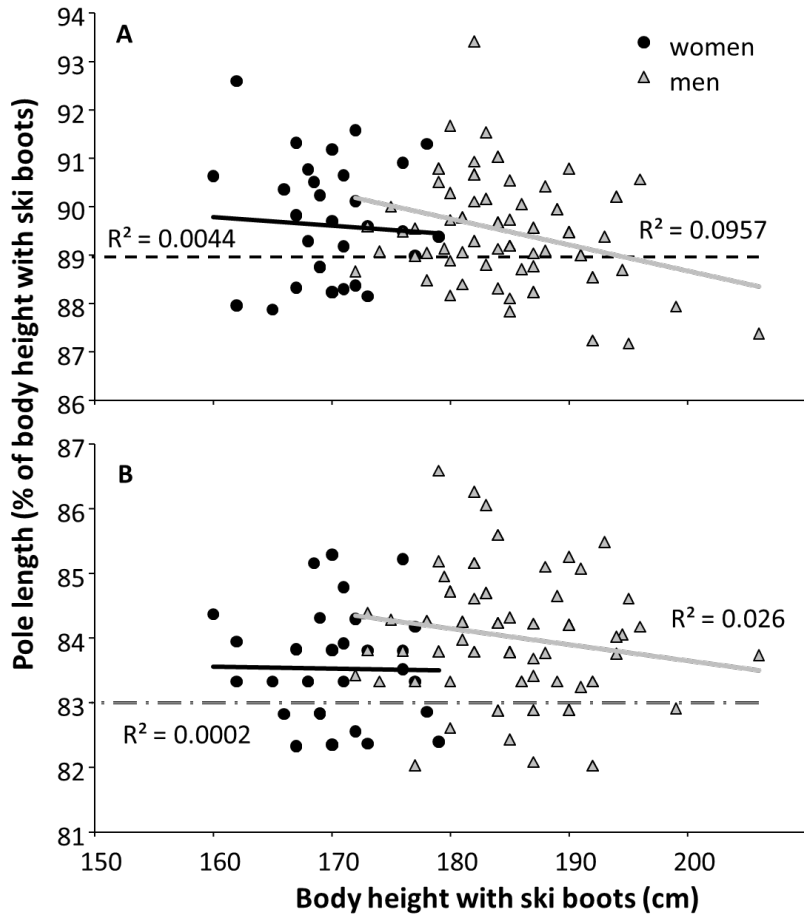 A
women
men
94
93
92
91
90
89
88
87
86
R² = 0.0044
R² = 0.0957
Pole length (% of body height with ski boots)
B
87
86
85
84
83
82
81
R² = 0.026
R² = 0.0002
150 160 170 180 190 200
Body height with ski boots (cm)